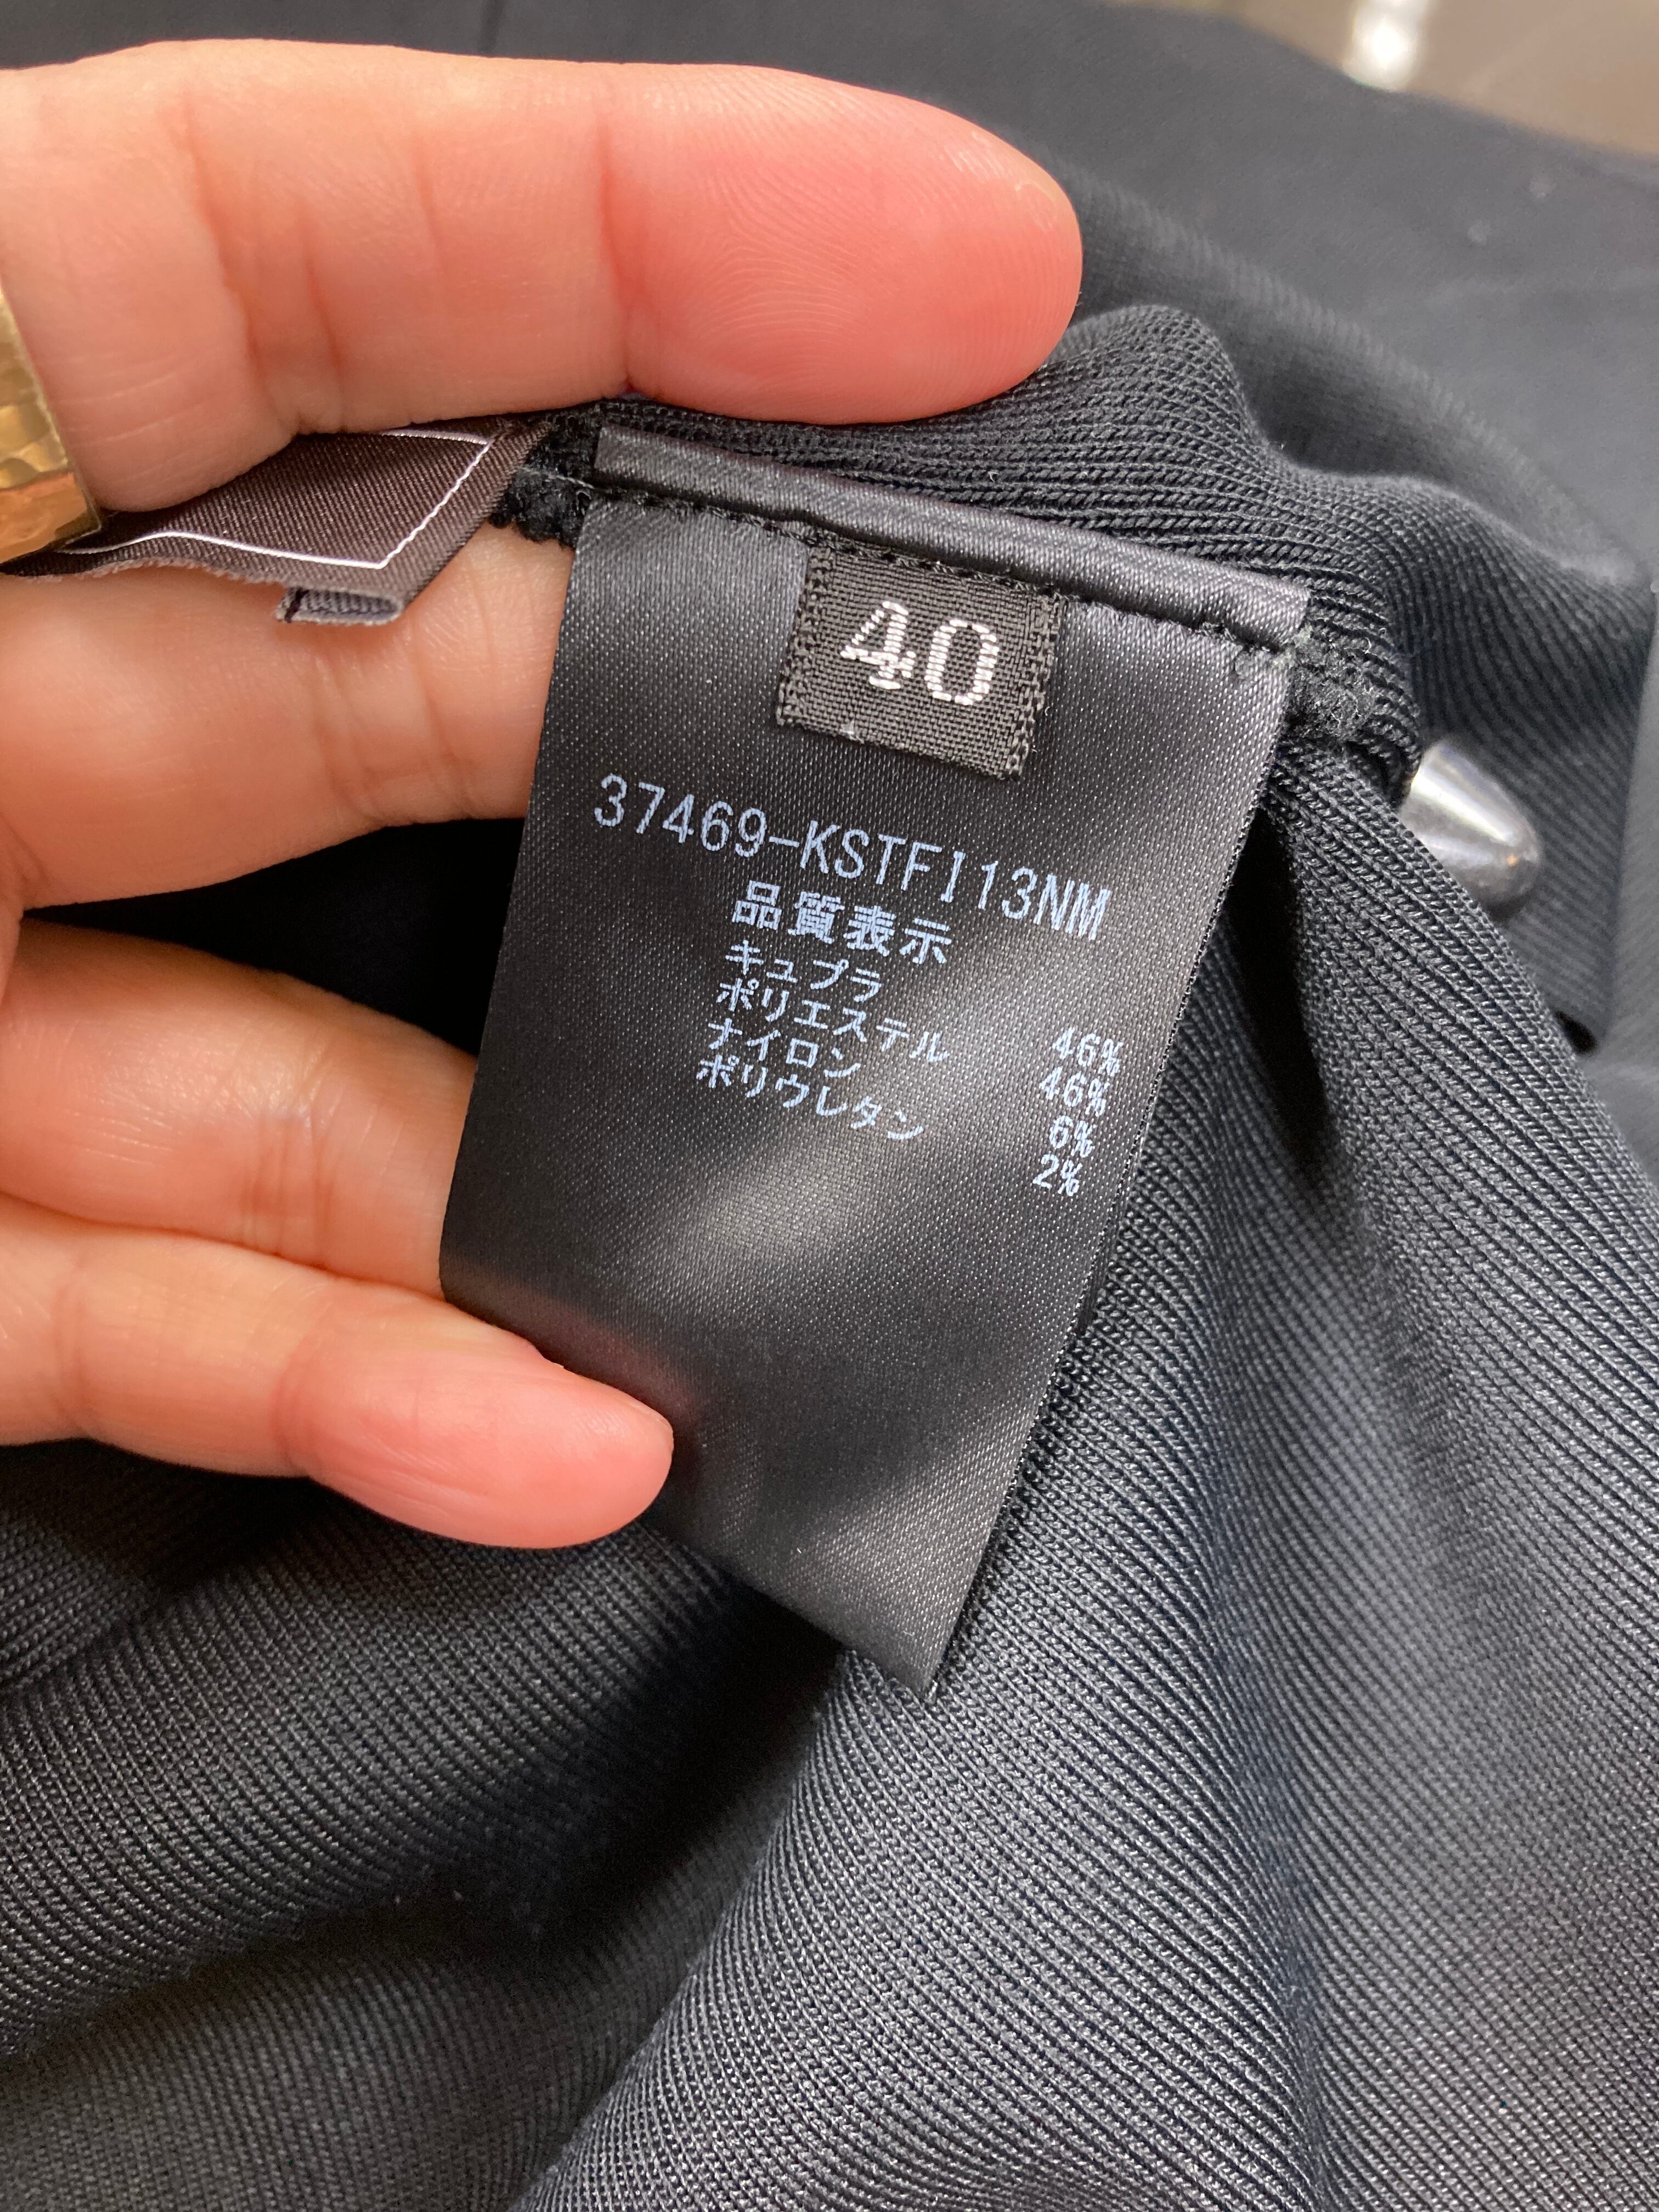 40
37469-KSTFI13NM
品質表示
キュプラ 46%
ポリエステル 46%
ナイロン 6%
ポリウレタン 2%